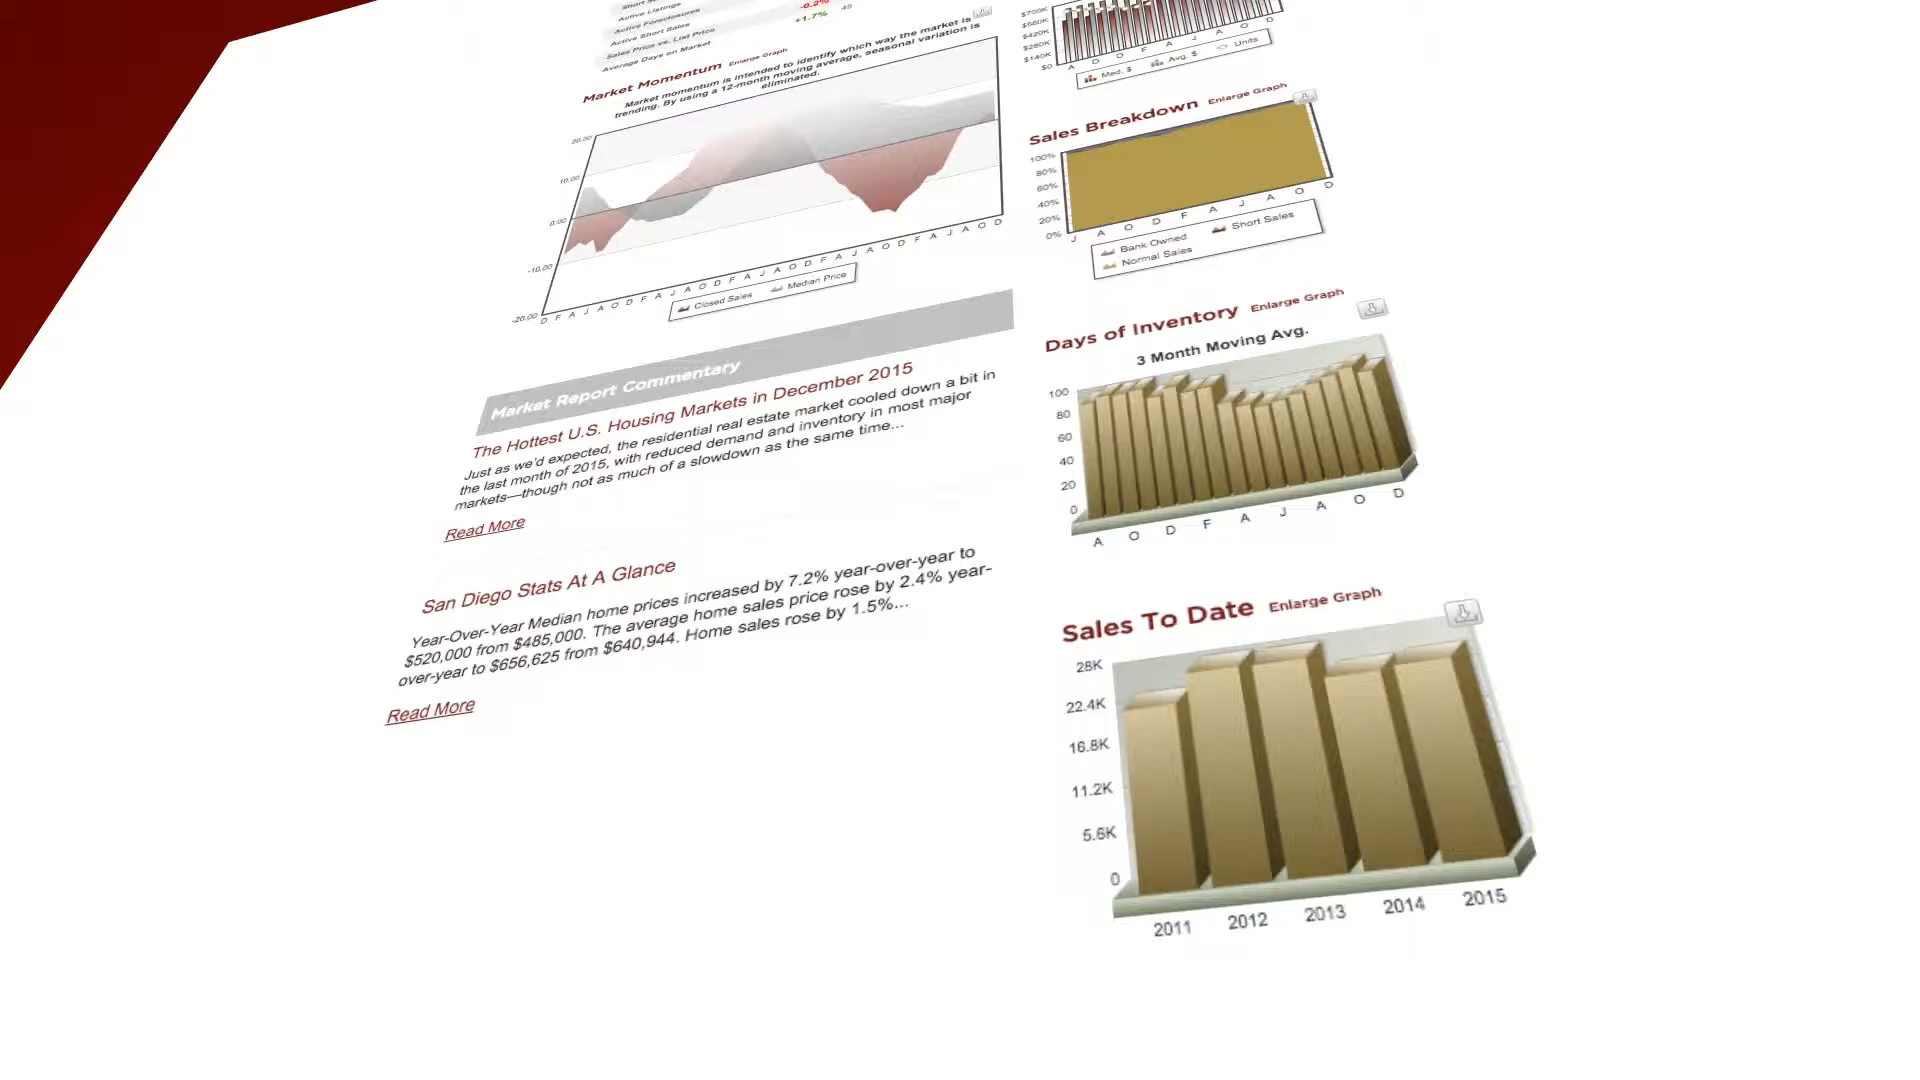 Active Listings
Active Foreclosures
Active Short Sales
Sales Price vs. List Price
Average Days on Market
-0.2%
+1.7%
45
Market Momentum Enlarge Graph
Market momentum is intended to identify which way the market is
trending. By using a 12-month moving average, seasonal variation is
eliminated.
20.00
10.00
0.00
-10.00
-20.00
D F A J A O D F A J A O D F A J A O D F A J A O D
Closed Sales
Median Price
Market Report Commentary
The Hottest U.S. Housing Markets in December 2015
Just as we'd expected, the residential real estate market cooled down a bit in
the last month of 2015, with reduced demand and inventory in most major
markets—though not as much of a slowdown as the same time...
Read More
San Diego Stats At A Glance
Year-Over-Year Median home prices increased by 7.2% year-over-year to
$520,000 from $485,000. The average home sales price rose by 2.4% year-
over-year to $656,625 from $640,944. Home sales rose by 1.5%...
Read More
$700K
$560K
$420K
$280K
$140K
$0
A O D F A J A O D
Med. $
Avg. $
Units
Sales Breakdown Enlarge Graph
100%
80%
60%
40%
20%
0%
J A O D F A J A O D
Bank Owned
Short Sales
Normal Sales
Days of Inventory Enlarge Graph
3 Month Moving Avg.
100
80
60
40
20
0
A O D F A J A O D
Sales To Date Enlarge Graph
28K
22.4K
16.8K
11.2K
5.6K
0
2011 2012 2013 2014 2015